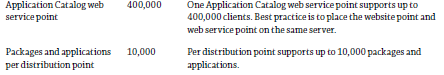 Application Catalog web 400,000 One Application Catalog web service point supports up to
service point 400,000 clients. Best practice is to place the website point and
web service point on the same server.
Packages and applications 10,000 Per distribution point supports up to 10,000 packages and
per distribution point applications.